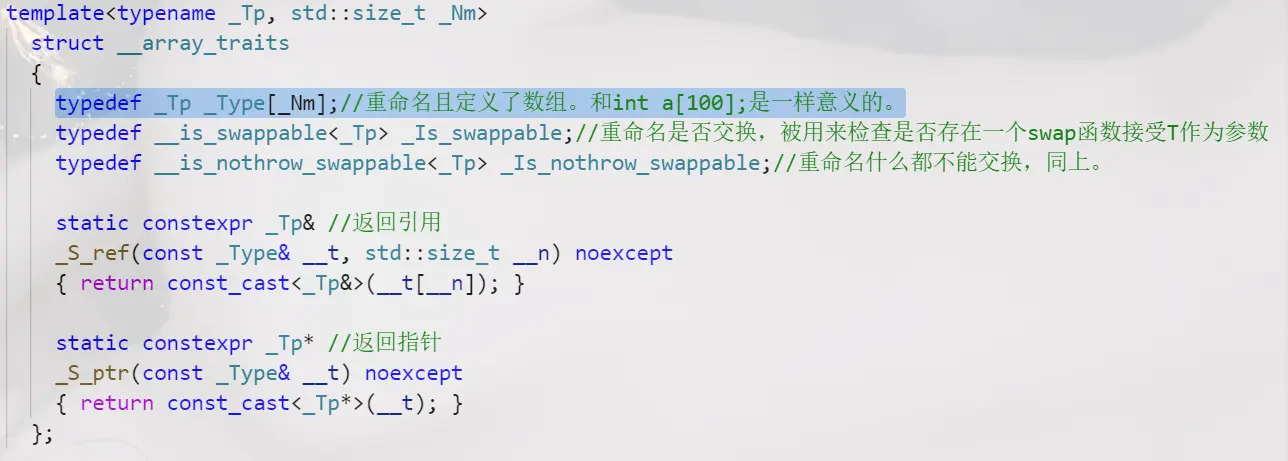 template<typename _Tp, std::size_t _Nm>
struct __array_traits
{
typedef _Tp _Type[_Nm];//重命名且定义了数组。和int a[100];是一样意义的。
typedef __is_swappable<_Tp> _Is_swappable;//重命名是否交换，被用来检查是否存在一个swap函数接受T作为参数
typedef __is_nothrow_swappable<_Tp> _Is_nothrow_swappable;//重命名什么都不能交换，同上。
static constexpr _Tp& //返回引用
_S_ref(const _Type& __t, std::size_t __n) noexcept
{ return const_cast<_Tp&>(__t[__n]); }
static constexpr _Tp* //返回指针
_S_ptr(const _Type& __t) noexcept
{ return const_cast<_Tp*>(__t); }
};